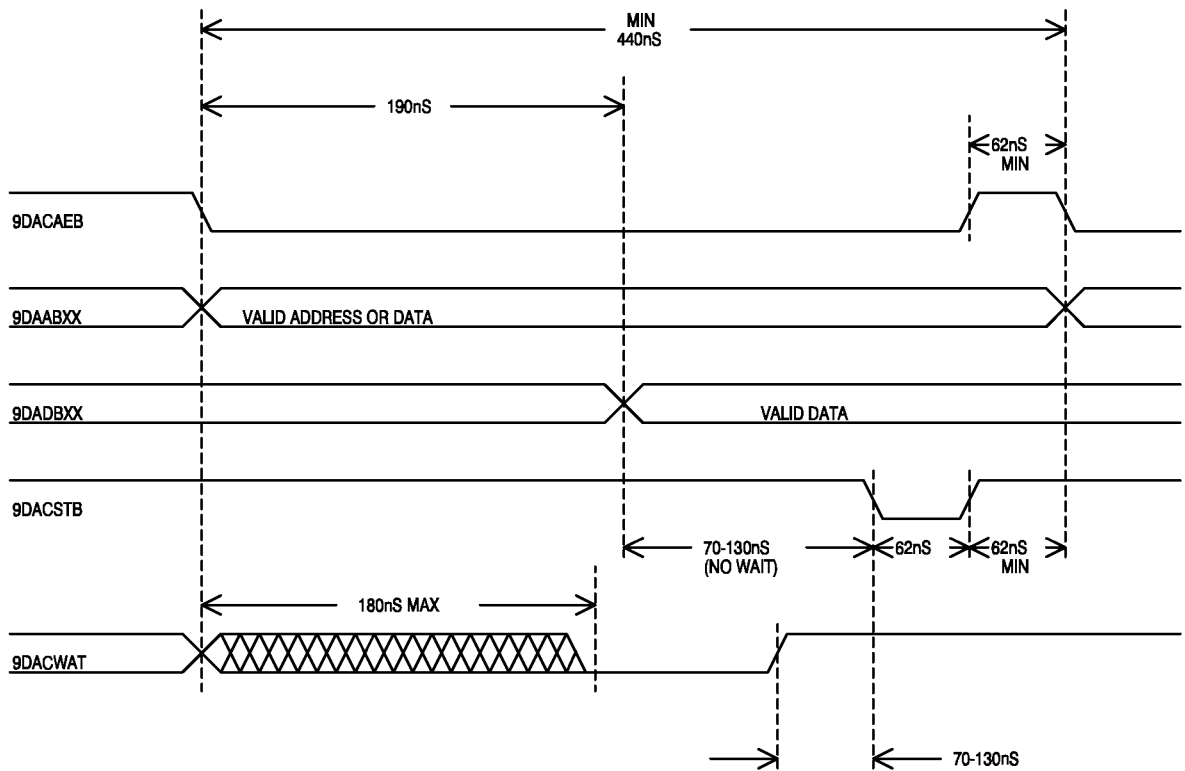 MIN
440nS
190nS
62nS
MIN
9DACAEB
9DAABXX
VALID ADDRESS OR DATA
9DADBXX
VALID DATA
9DACSTB
70-130nS
(NO WAIT)
62nS
62nS
MIN
180nS MAX
9DACWAT
70-130nS